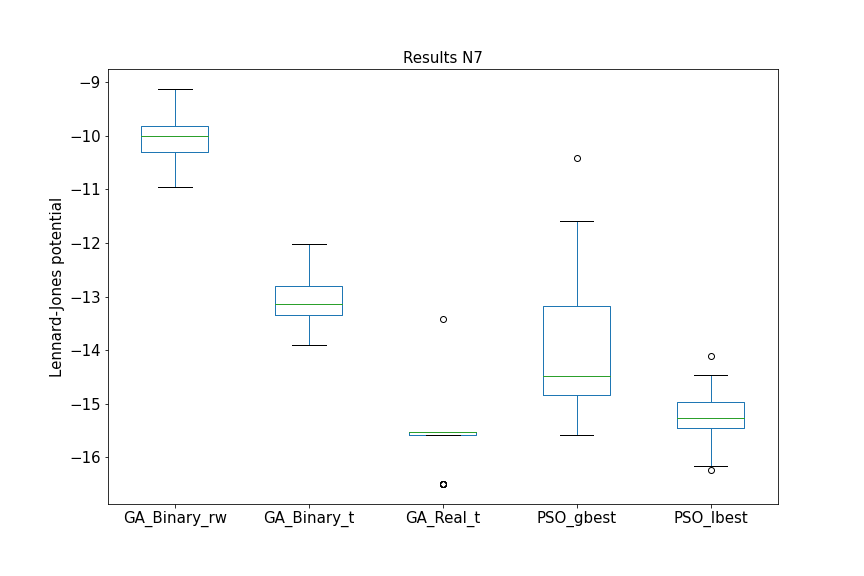 Results N7
Lennard-Jones potential
−9
−10
−11
−12
−13
−14
−15
−16
GA_Binary_rw
GA_Binary_t
GA_Real_t
PSO_gbest
PSO_lbest